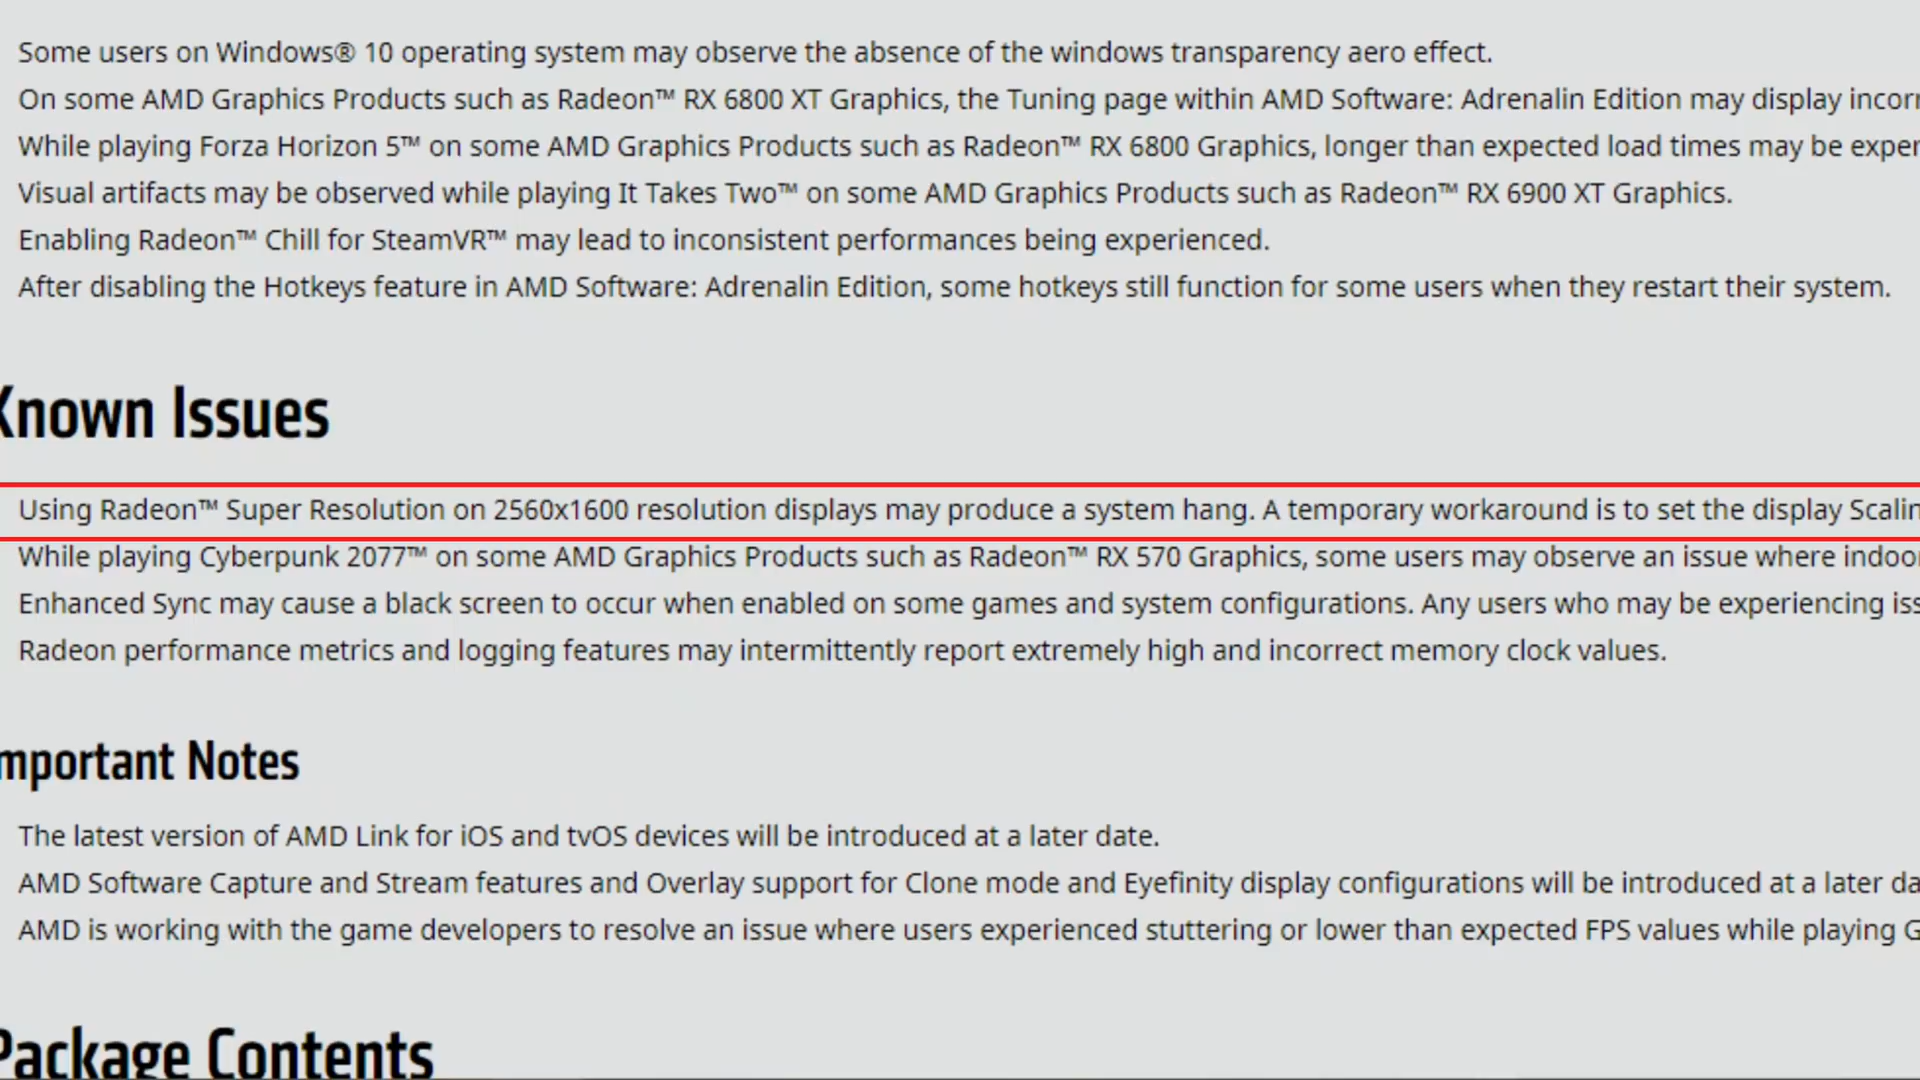 Some users on Windows® 10 operating system may observe the absence of the windows transparency aero effect.
On some AMD Graphics Products such as Radeon™ RX 6800 XT Graphics, the Tuning page within AMD Software: Adrenalin Edition may display
While playing Forza Horizon 5™ on some AMD Graphics Products such as Radeon™ RX 6800 Graphics, longer than expected load times may be
Visual artifacts may be observed while playing It Takes Two™ on some AMD Graphics Products such as Radeon™ RX 6900 XT Graphics.
Enabling Radeon™ Chill for SteamVR™ may lead to inconsistent performances being experienced.
After disabling the Hotkeys feature in AMD Software: Adrenalin Edition, some hotkeys still function for some users when they restart their system.
Known Issues
Using Radeon™ Super Resolution on 2560x1600 resolution displays may produce a system hang. A temporary workaround is to set the display
While playing Cyberpunk 2077™ on some AMD Graphics Products such as Radeon™ RX 570 Graphics, some users may observe an issue where
Enhanced Sync may cause a black screen to occur when enabled on some games and system configurations. Any users who may be experiencing
Radeon performance metrics and logging features may intermittently report extremely high and incorrect memory clock values.
mportant Notes
The latest version of AMD Link for iOS and tvOS devices will be introduced at a later date.
AMD Software Capture and Stream features and Overlay support for Clone mode and Eyefinity display configurations will be introduced at a later
AMD is working with the game developers to resolve an issue where users experienced stuttering or lower than expected FPS values while playing
Package Contents